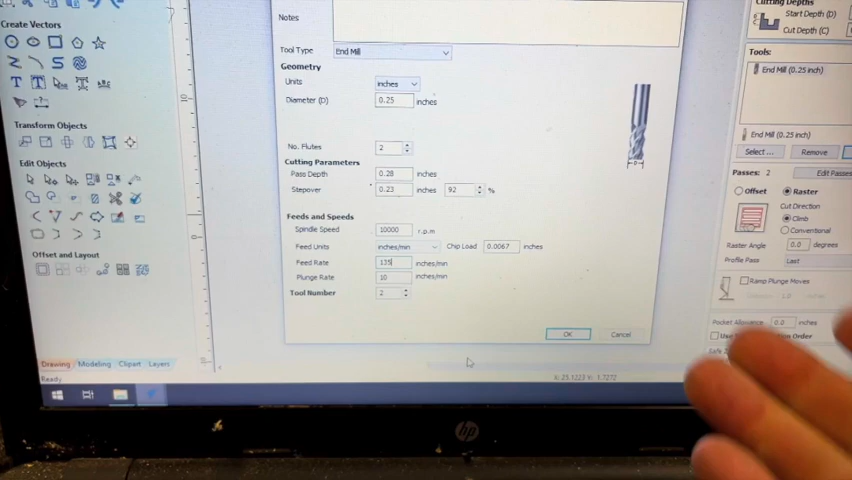 Create Vectors
Transform Objects
Edit Objects
Offset and Layout
Drawing Modeling Clipart Layers
Ready
Notes
Tool Type End Mill
Geometry
Units inches
Diameter (D) 0.25 inches
No. Flutes 2
Cutting Parameters
Pass Depth 0.28 inches
Stepover 0.23 inches 92 %
Feeds and Speeds
Spindle Speed 10000 r.p.m
Feed Units inches/min Chip Load 0.0067 inches
Feed Rate 135 inches/min
Plunge Rate 10 inches/min
Tool Number 2
OK Cancel
X: 25.1223 Y: 1.7272
Cutting Depths
Start Depth (D)
Cut Depth (C)
Tools:
End Mill (0.25 inch)
End Mill (0.25 inch)
Select ... Remove
Passes: 2 Edit Passes
Offset Raster
Cut Direction
Climb
Conventional
Raster Angle 0.0 degrees
Profile Pass Last
Ramp Plunge Moves
Pocket Allowance 0.0 inches
Order
hp